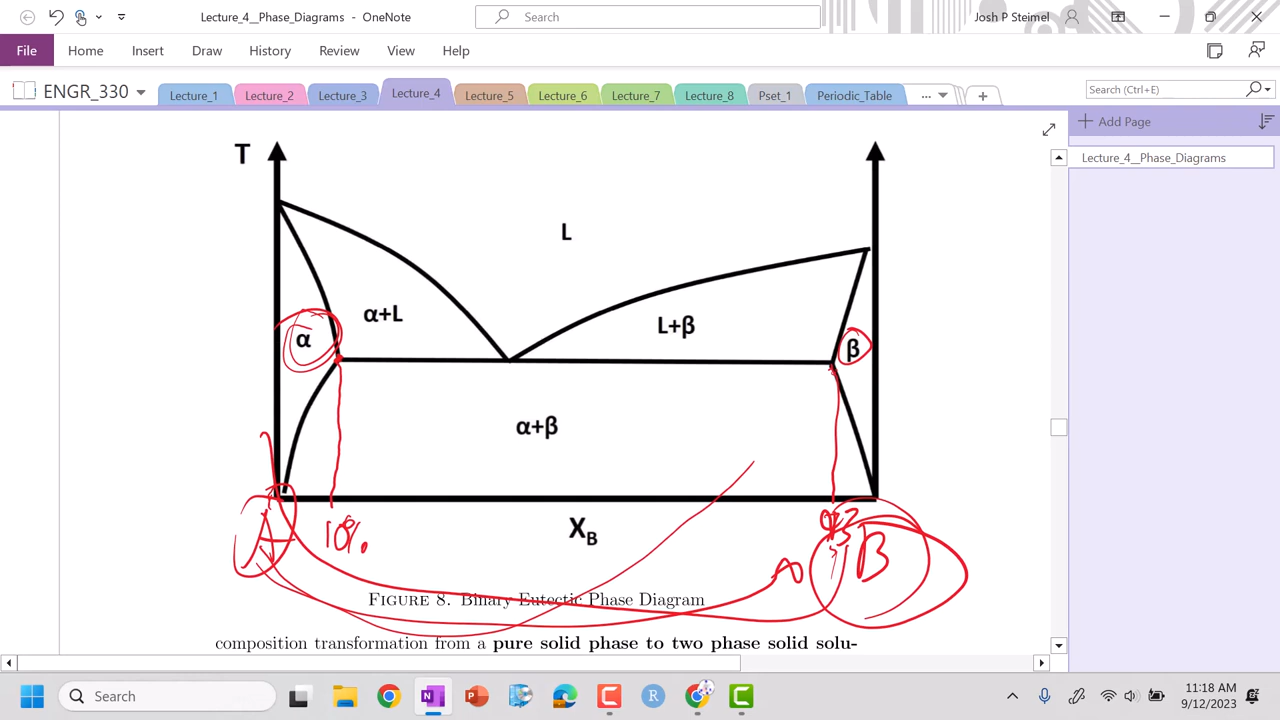 Lecture_4__Phase_Diagrams - OneNote
Search
Josh P Steimel
File
Home
Insert
Draw
History
Review
View
Help
ENGR_330
Lecture_1
Lecture_2
Lecture_3
Lecture_4
Lecture_5
Lecture_6
Lecture_7
Lecture_8
Pset_1
Periodic_Table
...
Search (Ctrl+E)
Add Page
Lecture_4__Phase_Diagrams
T
L
α+L
L+β
α
β
α+β
A
10%
B
X_B
Figure 8. Binary Eutectic Phase Diagram
composition transformation from a pure solid phase to two phase solid solu-
Search
11:18 AM
9/12/2023